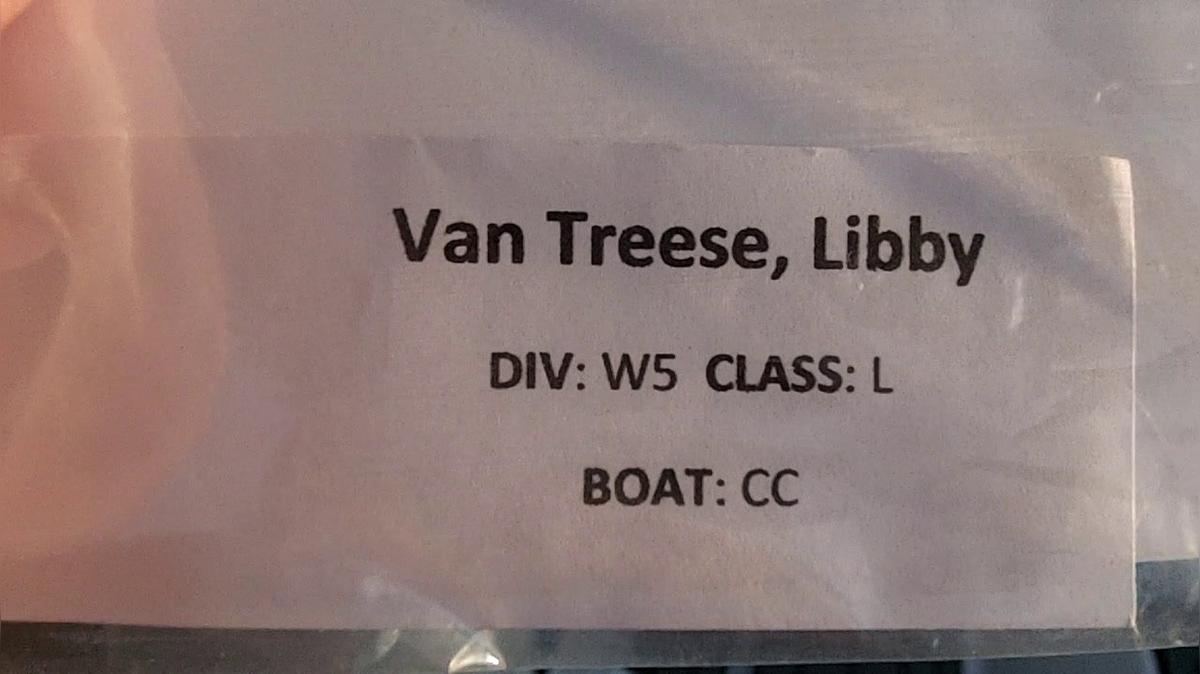 Van Treese, Libby
DIV: W5 CLASS: L
BOAT: CC